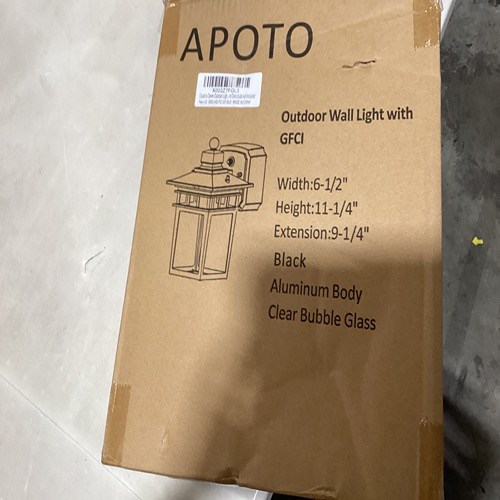 APOTO
Outdoor Wall Light with
GFCI
Width:6-1/2"
Height:11-1/4"
Extension:9-1/4"
Black
Aluminum Body
Clear Bubble Glass